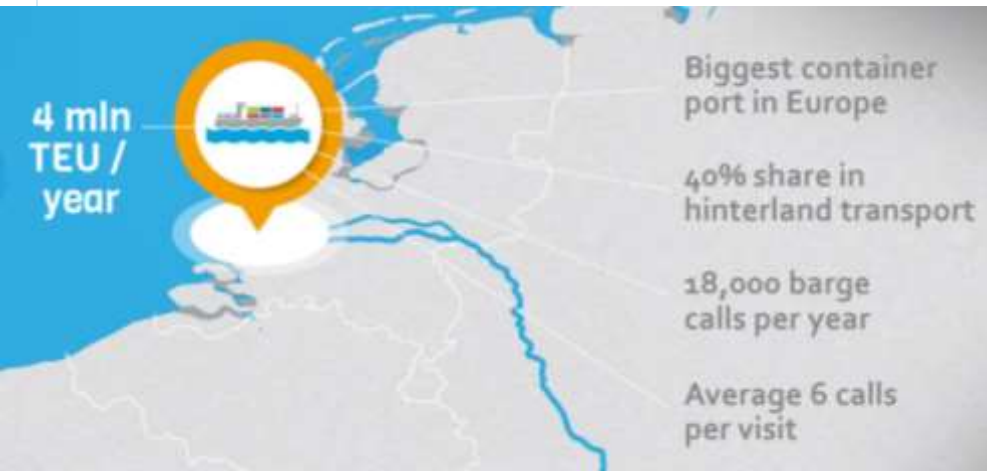 4 mln
TEU /
year
Biggest container
port in Europe
40% share in
hinterland transport
18,000 barge
calls per year
Average 6 calls
per visit